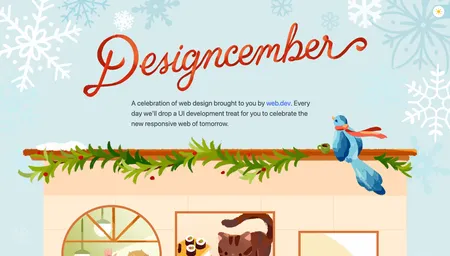 Designcember
A celebration of web design brought to you by web.dev. Every
day we'll drop a UI development treat for you to celebrate the
new responsive web of tomorrow.